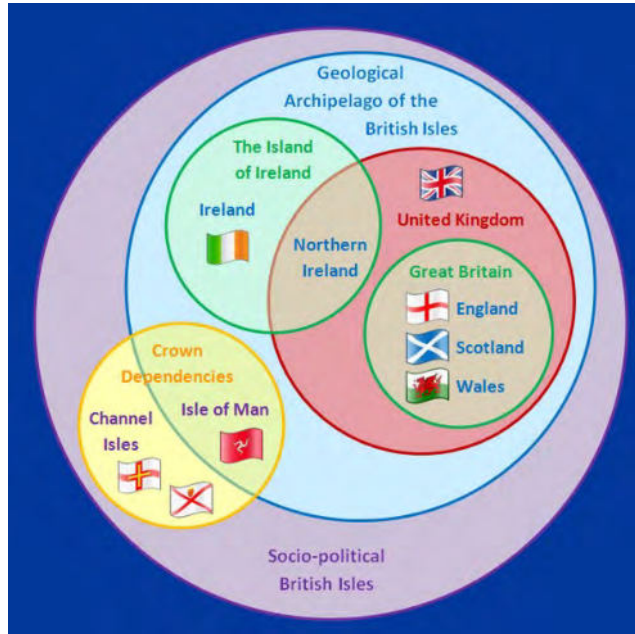 Geological
Archipelago of the
British Isles
The Island
of Ireland
Ireland
Northern
Ireland
United Kingdom
Great Britain
England
Scotland
Wales
Crown
Dependencies
Isle of Man
Channel
Isles
Socio-political
British Isles